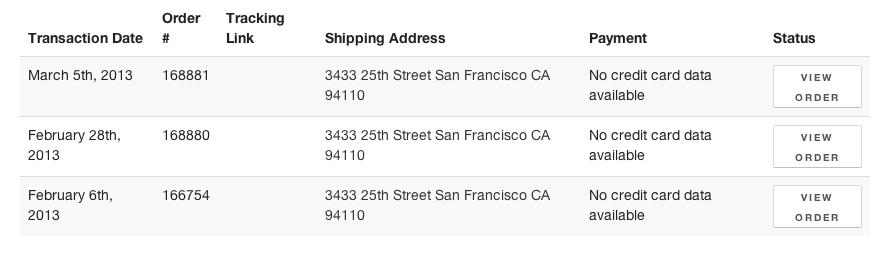 Transaction Date Order # Tracking Link Shipping Address Payment Status
March 5th, 2013 168881 3433 25th Street San Francisco CA 94110 No credit card data available VIEW ORDER
February 28th, 2013 168880 3433 25th Street San Francisco CA 94110 No credit card data available VIEW ORDER
February 6th, 2013 166754 3433 25th Street San Francisco CA 94110 No credit card data available VIEW ORDER